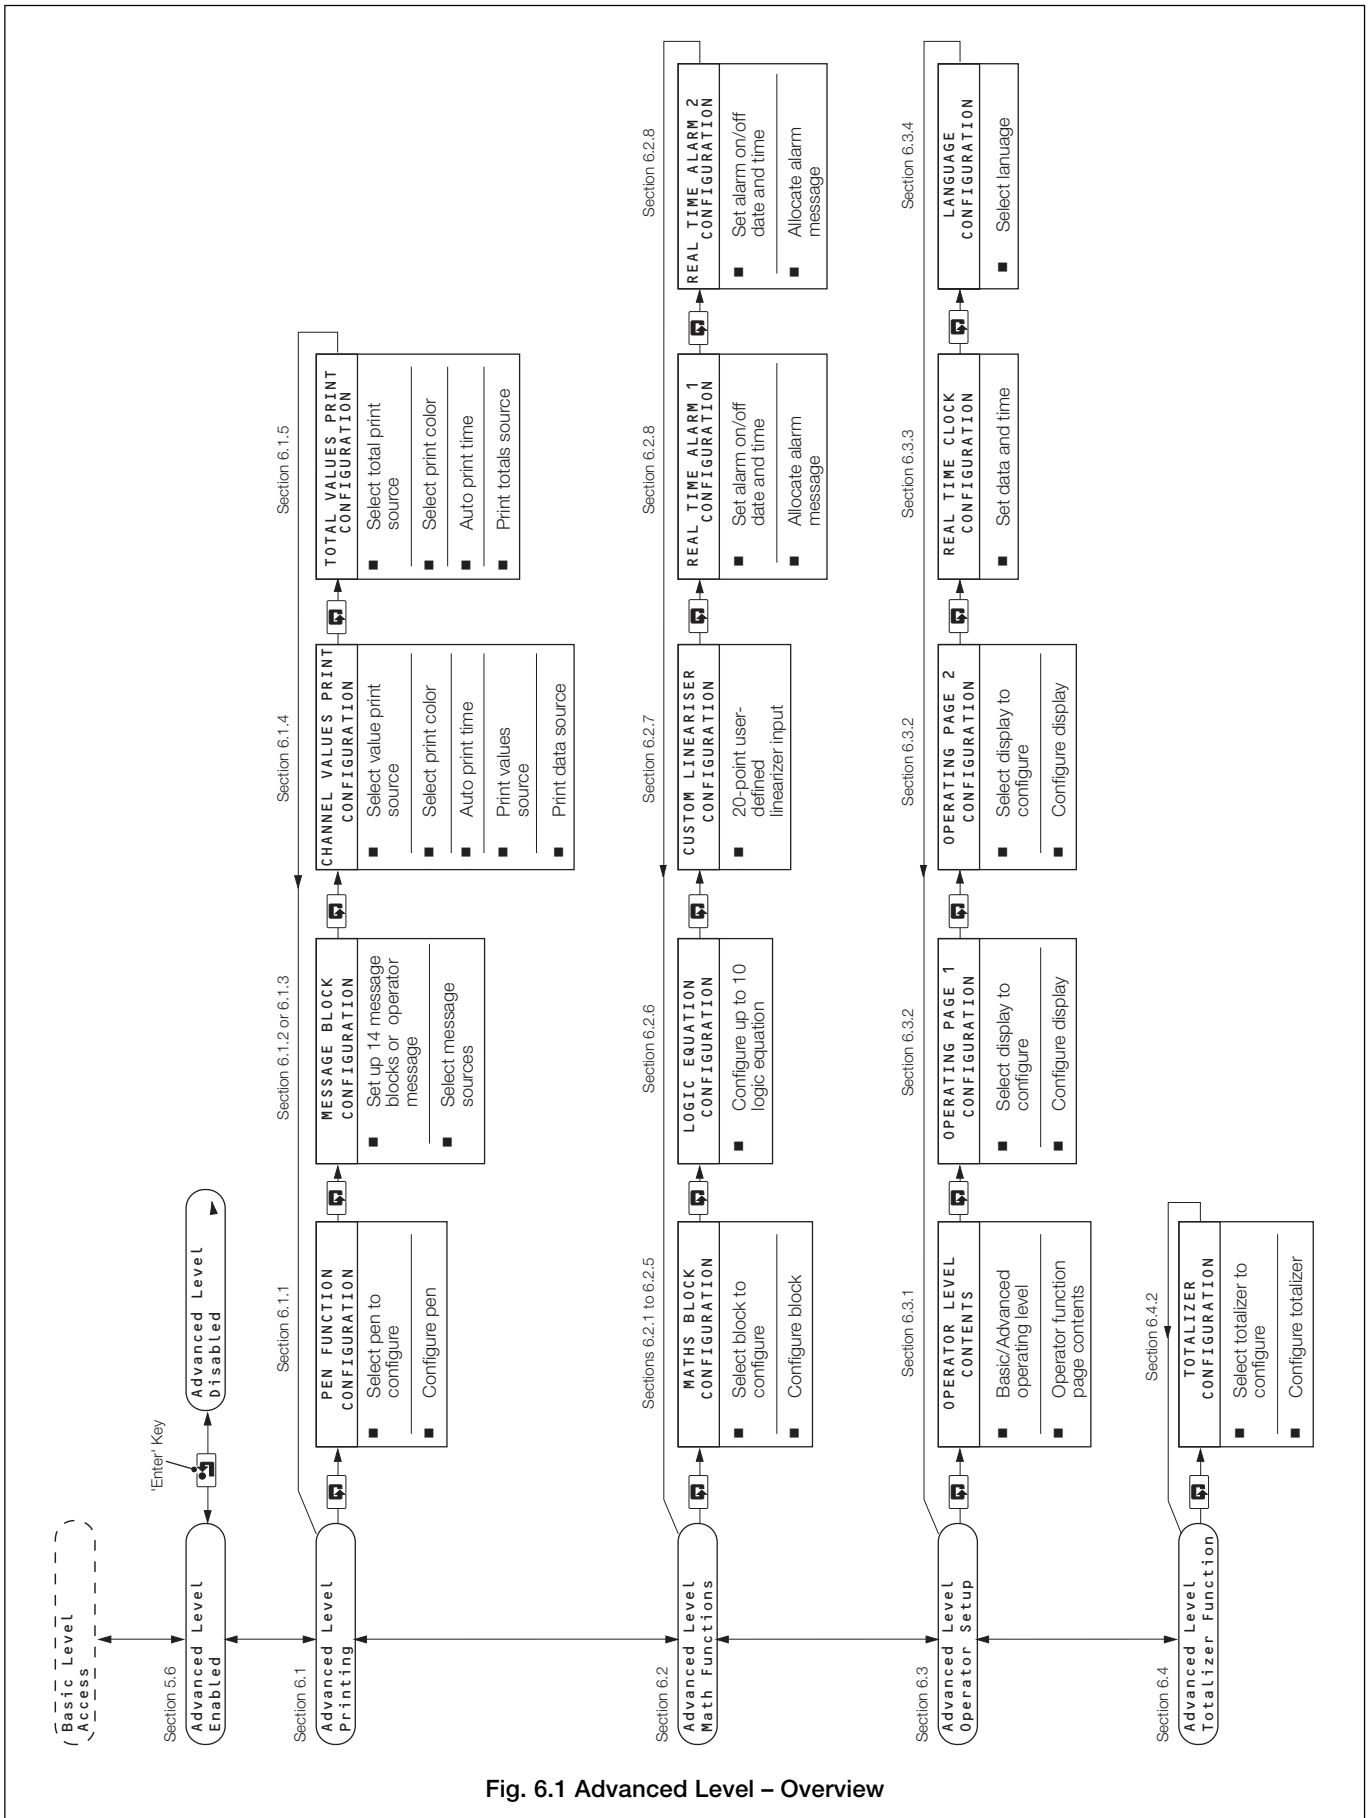 Basic Level
Access
Section 5.6
Advanced Level
Enabled
'Enter' Key
Advanced Level
Disabled
Section 6.1
Advanced Level
Printing
Section 6.1.1
PEN FUNCTION
CONFIGURATION
■ Select pen to
configure
■ Configure pen
Section 6.1.2 or 6.1.3
MESSAGE BLOCK
CONFIGURATION
■ Set up 14 message
blocks or operator
message
■ Select message
sources
Section 6.1.4
CHANNEL VALUES PRINT
CONFIGURATION
■ Select value print
source
■ Select print color
■ Auto print time
■ Print values
source
■ Print data source
Section 6.1.5
TOTAL VALUES PRINT
CONFIGURATION
■ Select total print
source
■ Select print color
■ Auto print time
■ Print totals source
Section 6.2
Advanced Level
Math Functions
Sections 6.2.1 to 6.2.5
MATHS BLOCK
CONFIGURATION
■ Select block to
configure
■ Configure block
Section 6.2.6
LOGIC EQUATION
CONFIGURATION
■ Configure up to 10
logic equation
Section 6.2.7
CUSTOM LINEARISER
CONFIGURATION
■ 20-point user-
defined
linearizer input
Section 6.2.8
REAL TIME ALARM 1
CONFIGURATION
■ Set alarm on/off
date and time
■ Allocate alarm
message
Section 6.2.8
REAL TIME ALARM 2
CONFIGURATION
■ Set alarm on/off
date and time
■ Allocate alarm
message
Section 6.3
Advanced Level
Operator Setup
Section 6.3.1
OPERATOR LEVEL
CONTENTS
■ Basic/Advanced
operating level
■ Operator function
page contents
Section 6.3.2
OPERATING PAGE 1
CONFIGURATION
■ Select display to
configure
■ Configure display
Section 6.3.2
OPERATING PAGE 2
CONFIGURATION
■ Select display to
configure
■ Configure display
Section 6.3.3
REAL TIME CLOCK
CONFIGURATION
■ Set data and time
Section 6.3.4
LANGUAGE
CONFIGURATION
■ Select lanuage
Section 6.4
Advanced Level
Totalizer Function
Section 6.4.2
TOTALIZER
CONFIGURATION
■ Select totalizer to
configure
■ Configure totalizer
Fig. 6.1 Advanced Level – Overview